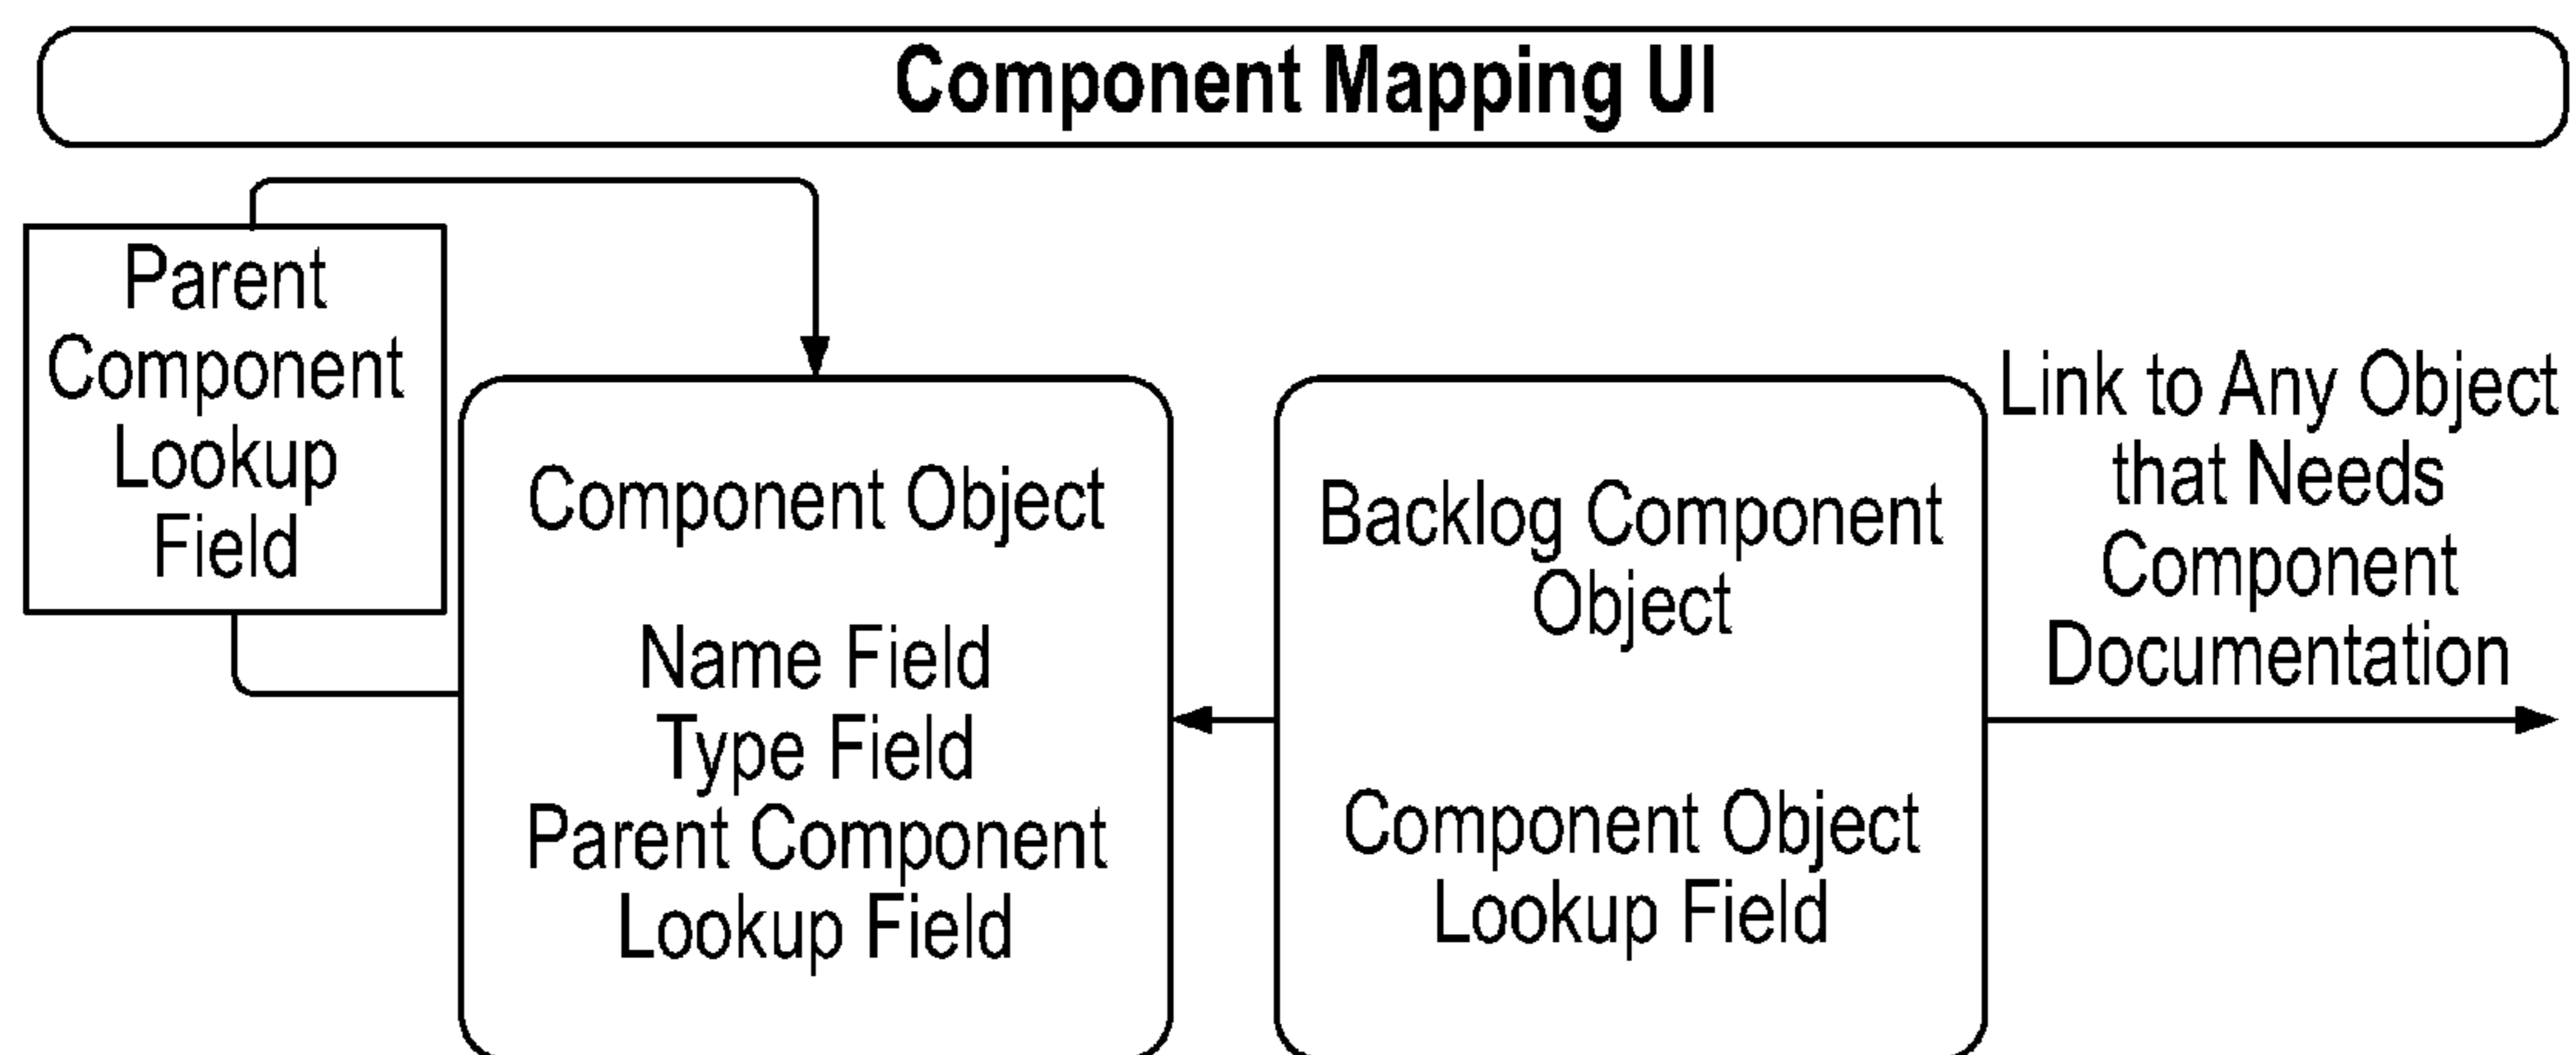 Component Mapping UI
Parent
Component
Lookup
Field
Component Object
Name Field
Type Field
Parent Component
Lookup Field
Backlog Component
Object
Component Object
Lookup Field
Link to Any Object
that Needs
Component
Documentation